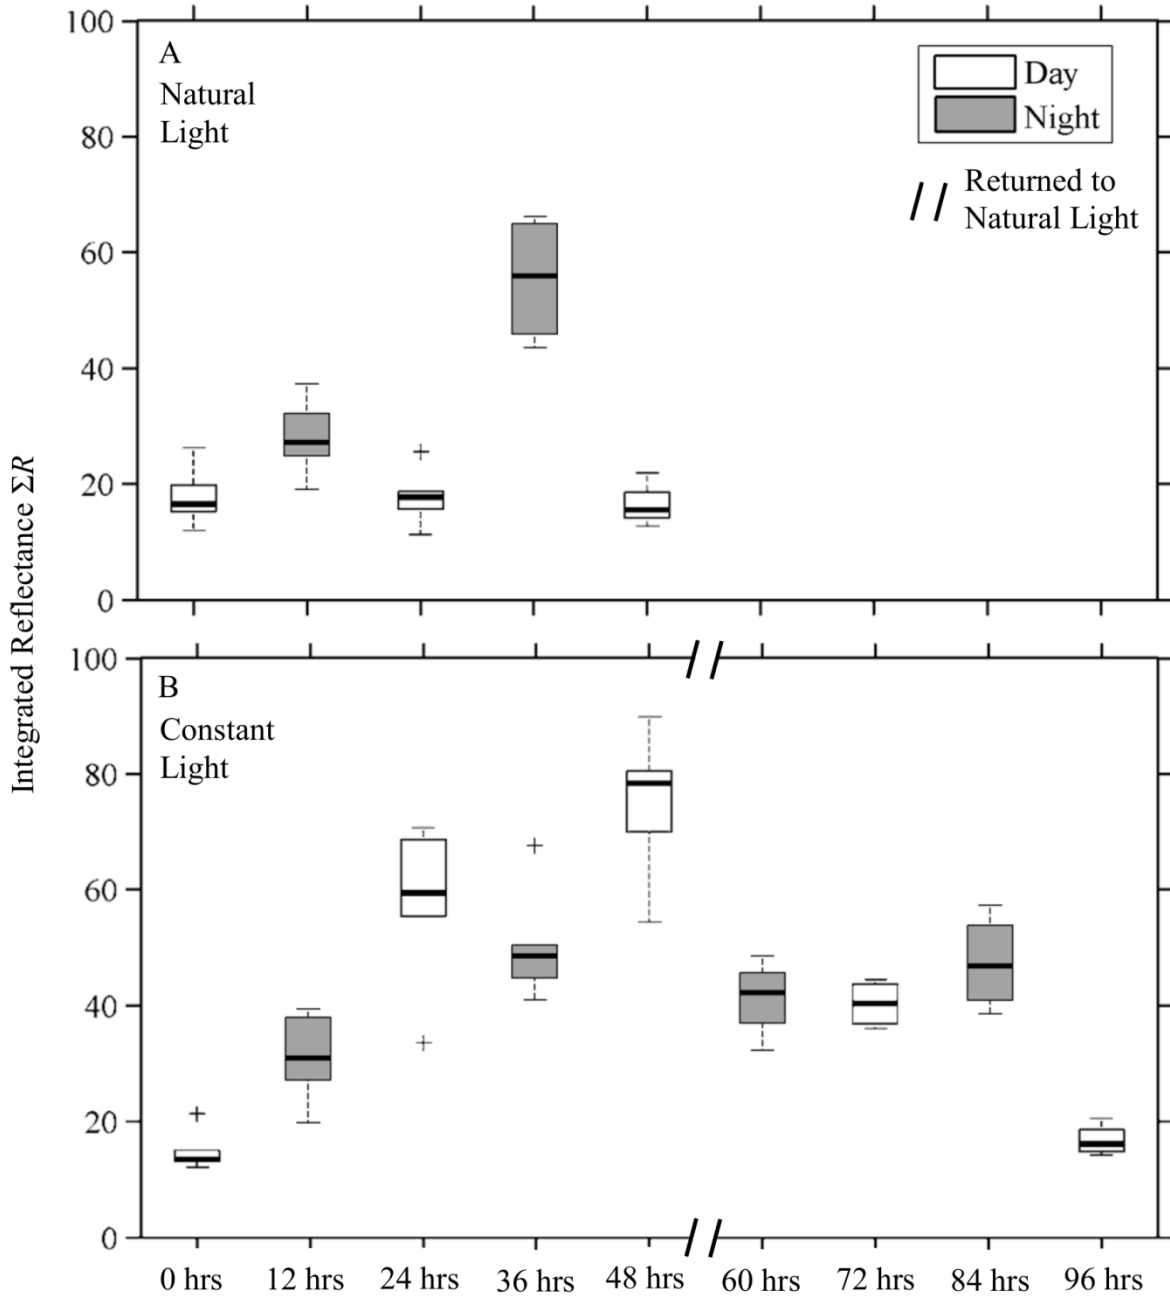 100
80
60
40
20
0
A
Natural
Light
Day
Night
Returned to
Natural Light
Integrated Reflectance ΣR
100
80
60
40
20
0
B
Constant
Light
0 hrs 12 hrs 24 hrs 36 hrs 48 hrs 60 hrs 72 hrs 84 hrs 96 hrs